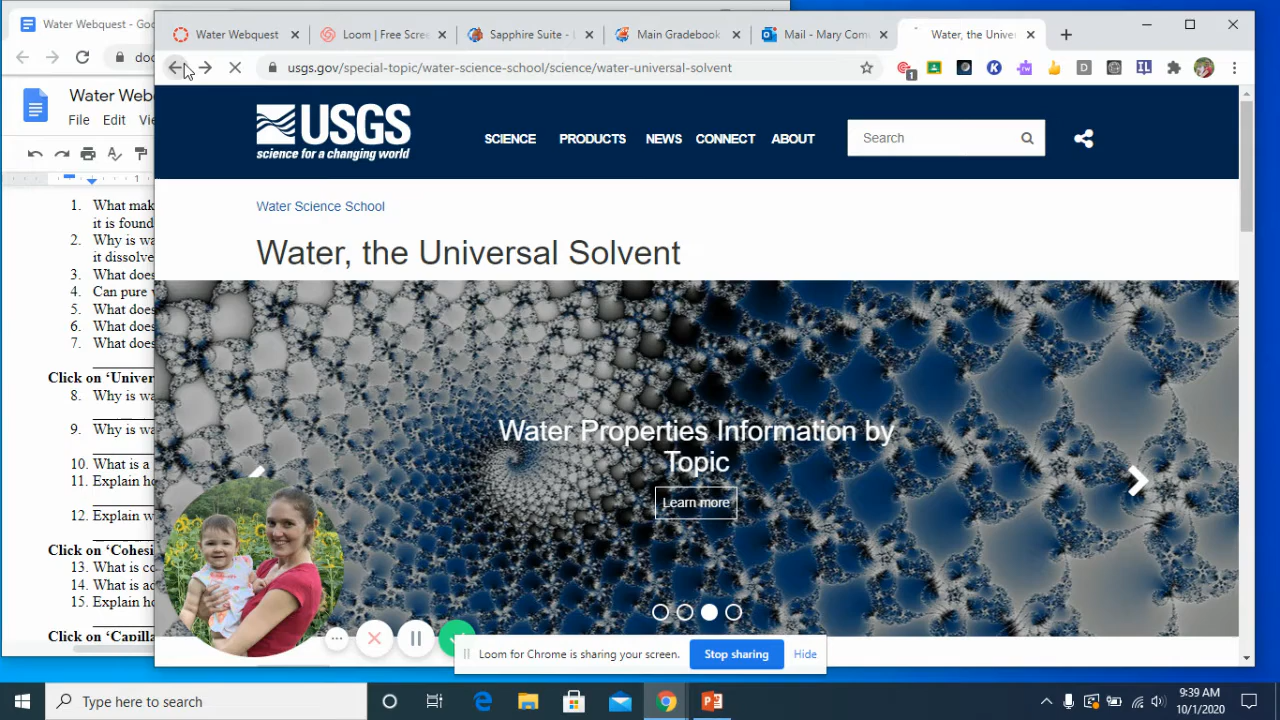 Water Webquest - Goo
doc
Water Web
File Edit Vie
1
1. What mak
it is found
2. Why is wa
it dissolve
3. What does
4. Can pure w
5. What does
6. What does
7. What does
Click on ‘Univer
8. Why is wa
9. Why is wa
10. What is a
11. Explain ho
12. Explain w
Click on ‘Cohesi
13. What is co
14. What is ad
15. Explain ho
Click on ‘Capilla
Water Webquest
Loom | Free Scree
Sapphire Suite - L
Main Gradebook
Mail - Mary Com
Water, the Univer
usgs.gov/special-topic/water-science-school/science/water-universal-solvent
1
D
IL
USGS
science for a changing world
SCIENCE PRODUCTS NEWS CONNECT ABOUT
Search
Water Science School
Water, the Universal Solvent
Water Properties Information by
Topic
Learn more
Loom for Chrome is sharing your screen. Stop sharing Hide
Type here to search
9:39 AM
10/1/2020